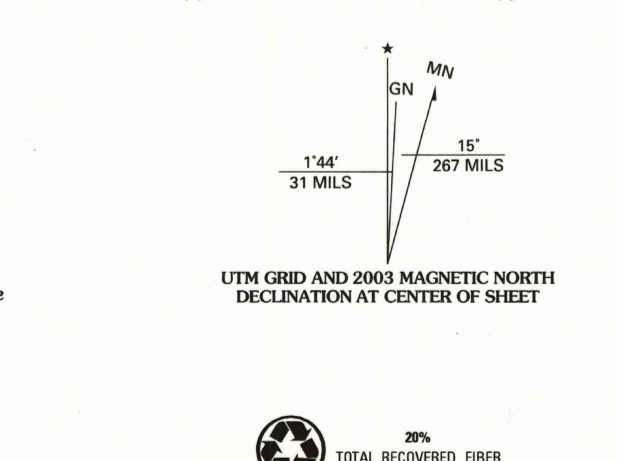 ★
MN
GN
15°
267 MILS
1°44′
31 MILS
UTM GRID AND 2003 MAGNETIC NORTH
DECLINATION AT CENTER OF SHEET
20%
TOTAL RECOVERED FIBER